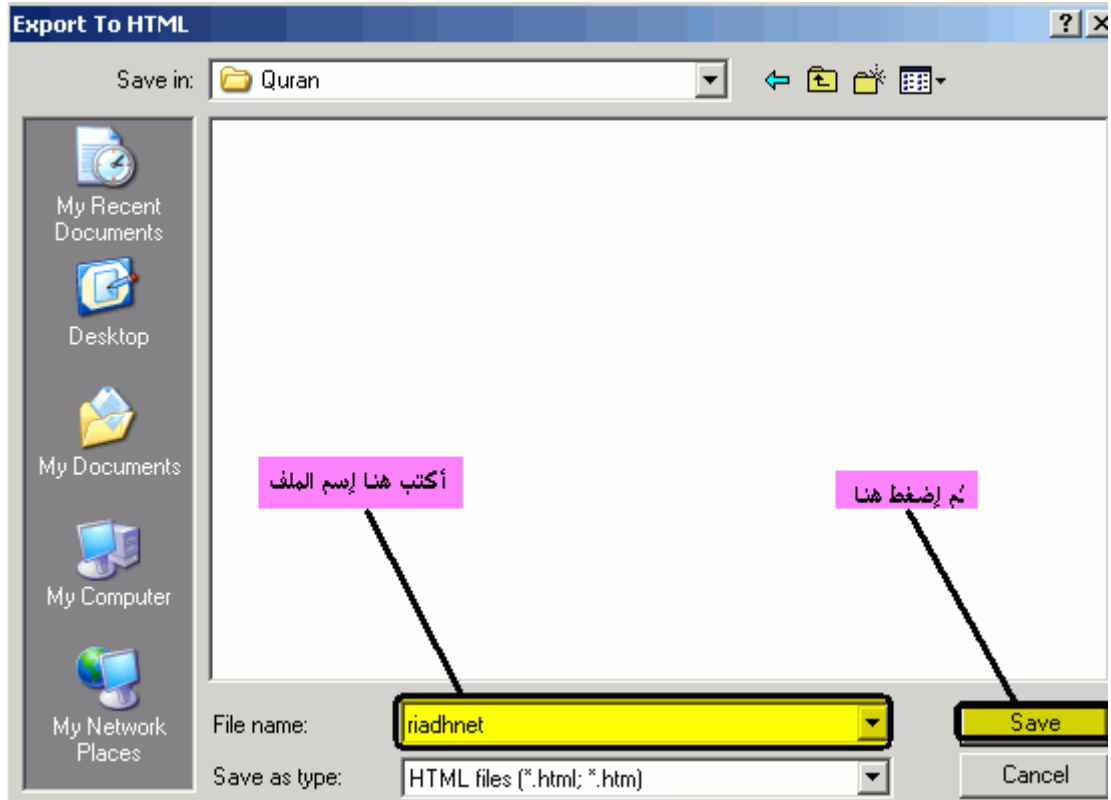 Export To HTML
Save in:
Quran
My Recent
Documents
Desktop
My Documents
My Computer
My Network
Places
أكتب هنا إسم الملف
ثم إضغط هنا
File name:
riadhnet
Save
Save as type:
HTML files (*.html; *.htm)
Cancel